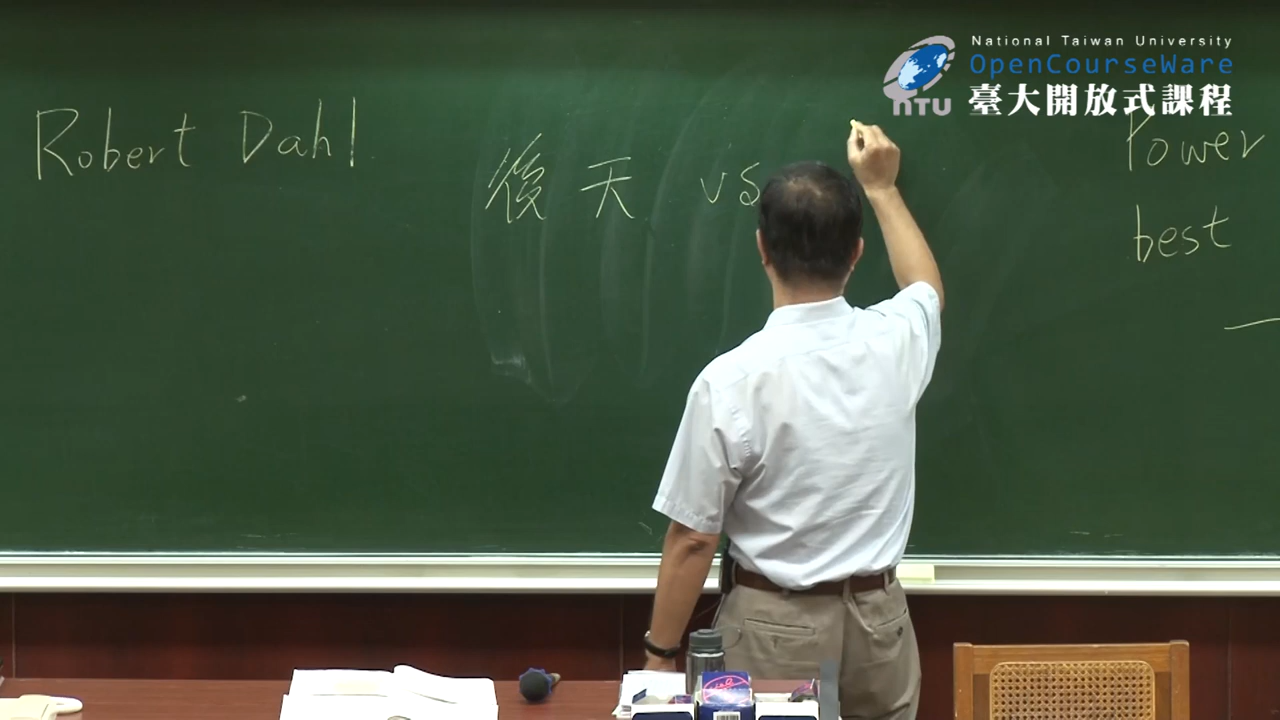 National Taiwan University
OpenCourseWare
臺大開放式課程
NTU
Robert Dahl
後天 vs
Power
best